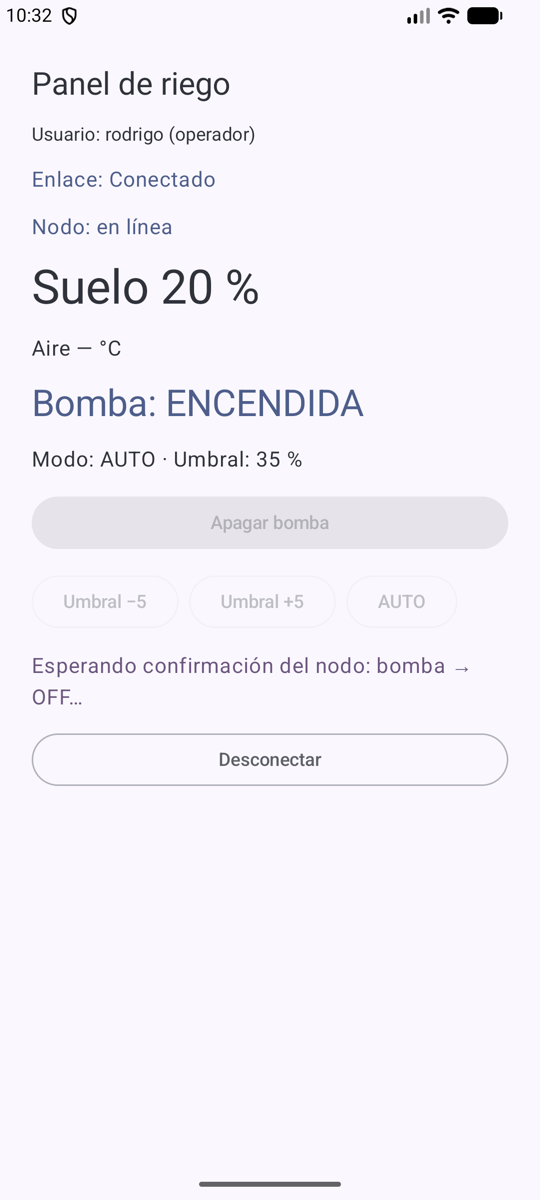 10:32
Panel de riego
Usuario: rodrigo (operador)
Enlace: Conectado
Nodo: en línea
Suelo 20 %
Aire — °C
Bomba: ENCENDIDA
Modo: AUTO · Umbral: 35 %
Apagar bomba
Umbral −5 Umbral +5 AUTO
Esperando confirmación del nodo: bomba →
OFF…
Desconectar